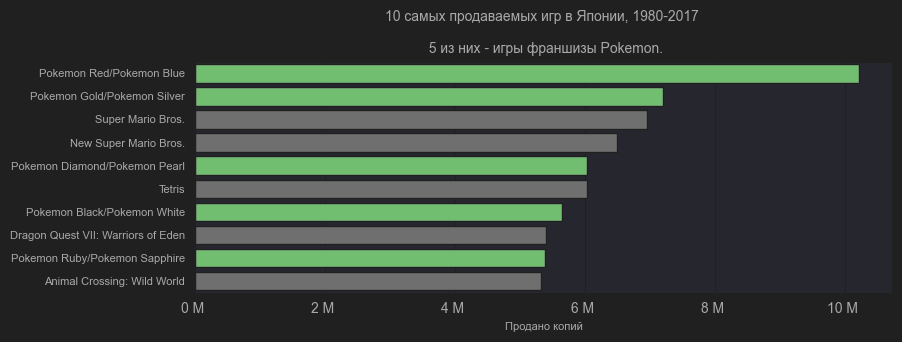 10 самых продаваемых игр в Японии, 1980-2017
5 из них - игры франшизы Pokemon.
Pokemon Red/Pokemon Blue
Pokemon Gold/Pokemon Silver
Super Mario Bros.
New Super Mario Bros.
Pokemon Diamond/Pokemon Pearl
Tetris
Pokemon Black/Pokemon White
Dragon Quest VII: Warriors of Eden
Pokemon Ruby/Pokemon Sapphire
Animal Crossing: Wild World
0 M 2 M 4 M 6 M 8 M 10 M
Продано копий